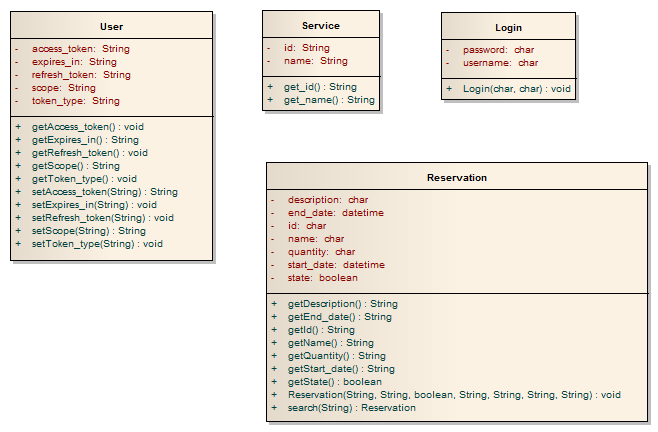 User
- access_token: String
- expires_in: String
- refresh_token: String
- scope: String
- token_type: String
+ getAccess_token() : void
+ getExpires_in() : String
+ getRefresh_token() : void
+ getScope() : String
+ getToken_type() : void
+ setAccess_token(String) : String
+ setExpires_in(String) : void
+ setRefresh_token(String) : void
+ setScope(String) : String
+ setToken_type(String) : void
Service
- id: String
- name: String
+ get_id() : String
+ get_name() : String
Login
- password: char
- username: char
+ Login(char, char) : void
Reservation
- description: char
- end_date: datetime
- id: char
- name: char
- quantity: char
- start_date: datetime
- state: boolean
+ getDescription() : String
+ getEnd_date() : String
+ getId() : String
+ getName() : String
+ getQuantity() : String
+ getStart_date() : String
+ getState() : boolean
+ Reservation(String, String, boolean, String, String, String, String) : void
+ search(String) : Reservation